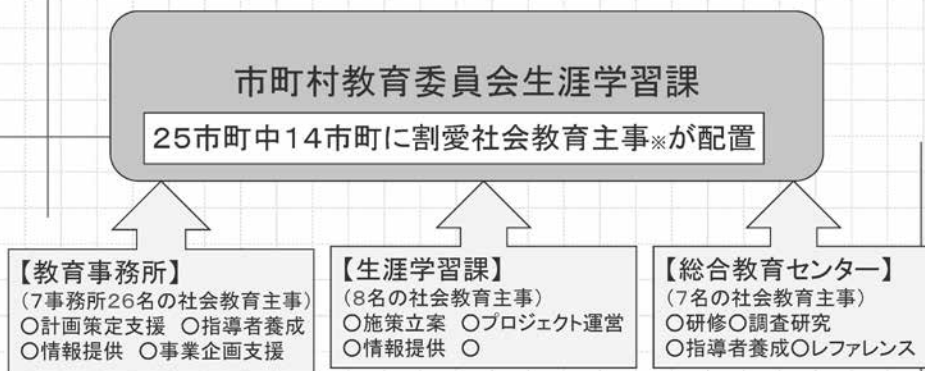 市町村教育委員会生涯学習課
25市町中14市町に割愛社会教育主事※が配置
【教育事務所】
(7事務所26名の社会教育主事)
○計画策定支援 ○指導者養成
○情報提供 ○事業企画支援
【生涯学習課】
(8名の社会教育主事)
○施策立案 ○プロジェクト運営
○情報提供 ○
【総合教育センター】
(7名の社会教育主事)
○研修○調査研究
○指導者養成○レファレンス